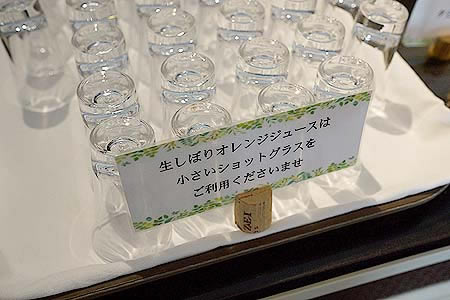 生しぼりオレンジジュースは
小さいショットグラスを
ご利用くださいませ